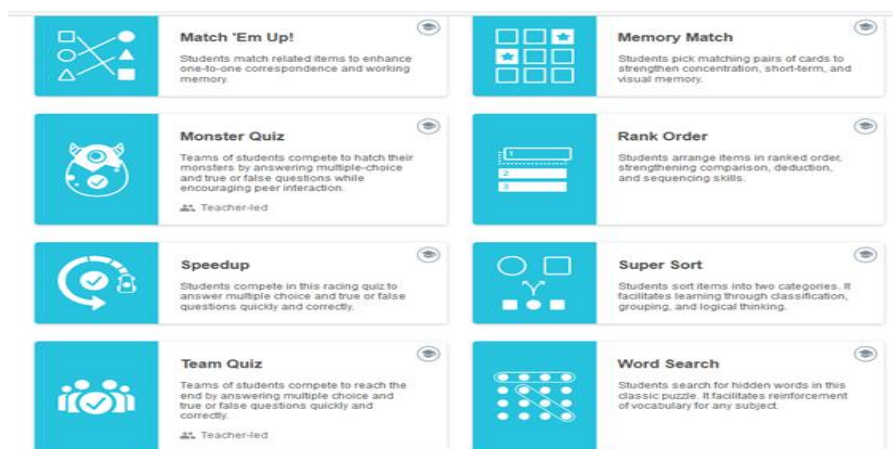 Match 'Em Up!
Students match related items to enhance
one-to-one correspondence and working
memory.
Memory Match
Students pick matching pairs of cards to
strengthen concentration, short-term, and
visual memory.
Monster Quiz
Teams of students compete to hatch their
monsters by answering multiple-choice
and true or false questions while
encouraging peer interaction.
Teacher-led
1
2
3
Rank Order
Students arrange items in ranked order,
strengthening comparison, deduction,
and sequencing skills.
Speedup
Students compete in this racing quiz to
answer multiple choice and true or false
questions quickly and correctly.
Super Sort
Students sort items into two categories. It
facilitates learning through classification,
grouping, and logical thinking.
Team Quiz
Teams of students compete to reach the
end by answering multiple choice and
true or false questions quickly and
correctly.
Teacher-led
Word Search
Students search for hidden words in this
classic puzzle. It facilitates reinforcement
of vocabulary for any subject.